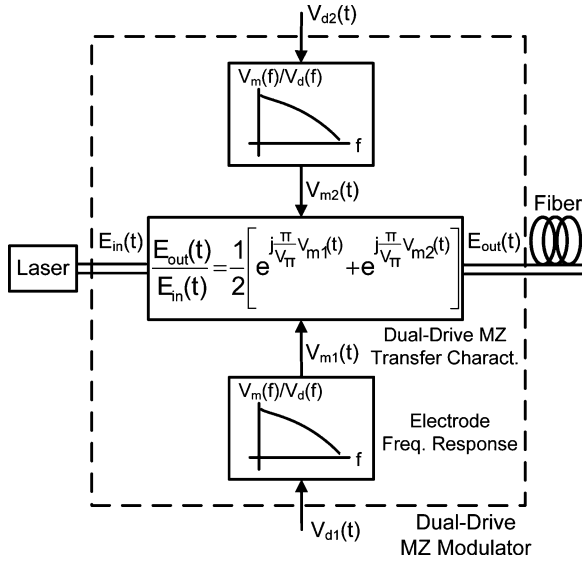 V_d2(t)
V_m(f)/V_d(f)
f
V_m2(t)
Fiber
E_in(t)
E_out(t)/E_in(t) = 1/2 [ e^{j π/V_π V_m1(t)} + e^{j π/V_π V_m2(t)} ]
E_out(t)
Laser
V_m1(t)
Dual-Drive MZ
Transfer Charact.
V_m(f)/V_d(f)
f
Electrode
Freq. Response
V_d1(t)
Dual-Drive
MZ Modulator